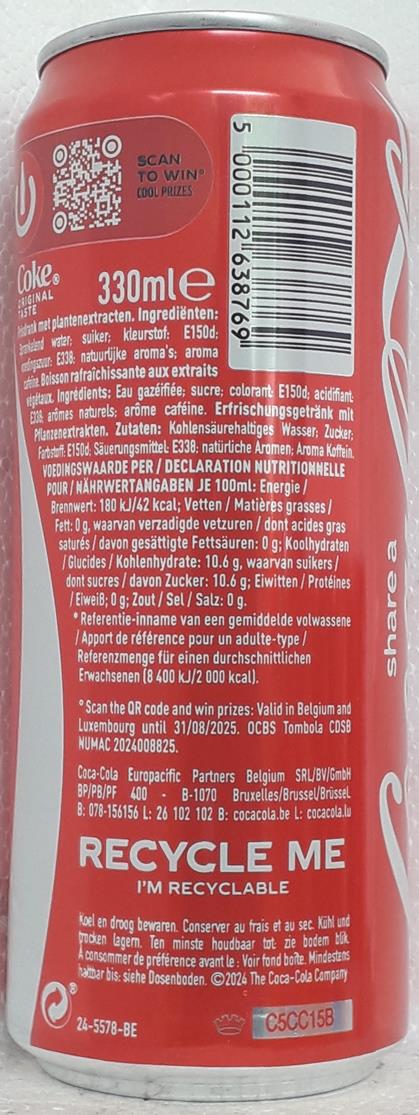 SCAN
TO WIN°
COOL PRIZES
5 000112 638769
Coke®
ORIGINAL
TASTE
330ml e
Frisdrank met plantenextracten. Ingrediënten:
Sprankelend water; suiker; kleurstof: E150d;
voedingszuur: E338; natuurlijke aroma's; aroma
cafeïne. Boisson rafraîchissante aux extraits
végétaux. Ingrédients: Eau gazéifiée; sucre; colorant: E150d; acidifiant:
E338; arômes naturels; arôme caféine. Erfrischungsgetränk mit
Pflanzenextrakten. Zutaten: Kohlensäurehaltiges Wasser; Zucker;
Farbstoff: E150d; Säuerungsmittel: E338; natürliche Aromen; Aroma Koffein.
VOEDINGSWAARDE PER / DECLARATION NUTRITIONNELLE
POUR / NÄHRWERTANGABEN JE 100ml: Energie /
Brennwert: 180 kJ/42 kcal; Vetten / Matières grasses /
Fett: 0 g, waarvan verzadigde vetzuren / dont acides gras
saturés / davon gesättigte Fettsäuren: 0 g; Koolhydraten
/ Glucides / Kohlenhydrate: 10.6 g, waarvan suikers /
dont sucres / davon Zucker: 10.6 g; Eiwitten / Protéines
/ Eiweiß: 0 g; Zout / Sel / Salz: 0 g.
* Referentie-inname van een gemiddelde volwassene
/ Apport de référence pour un adulte-type /
Referenzmenge für einen durchschnittlichen
Erwachsenen (8 400 kJ/2 000 kcal).
°Scan the QR code and win prizes: Valid in Belgium and
Luxembourg until 31/08/2025. OCBS Tombola CDSB
NUMAC 2024008825.
Coca-Cola Europacific Partners Belgium SRL/BV/GmbH
BP/PB/PF 400 - B-1070 Bruxelles/Brussel/Brüssel.
B: 078-156156 L: 26 102 102 B: cocacola.be L: cocacola.lu
RECYCLE ME
I'M RECYCLABLE
Koel en droog bewaren. Conserver au frais et au sec. Kühl und
trocken lagern. Ten minste houdbaar tot: zie bodem blik.
À consommer de préférence avant le : Voir fond boîte. Mindestens
haltbar bis: siehe Dosenboden. ©2024 The Coca-Cola Company
24-5578-BE
C5CC15B
share a